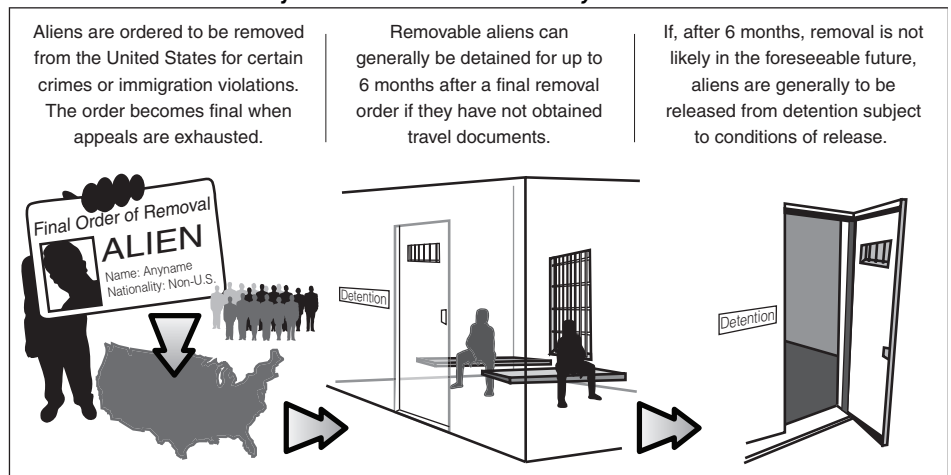 Aliens are ordered to be removed
from the United States for certain
crimes or immigration violations.
The order becomes final when
appeals are exhausted.
Removable aliens can
generally be detained for up to
6 months after a final removal
order if they have not obtained
travel documents.
If, after 6 months, removal is not
likely in the foreseeable future,
aliens are generally to be
released from detention subject
to conditions of release.
Final Order of Removal
ALIEN
Name: Anyname
Nationality: Non-U.S.
Detention
Detention